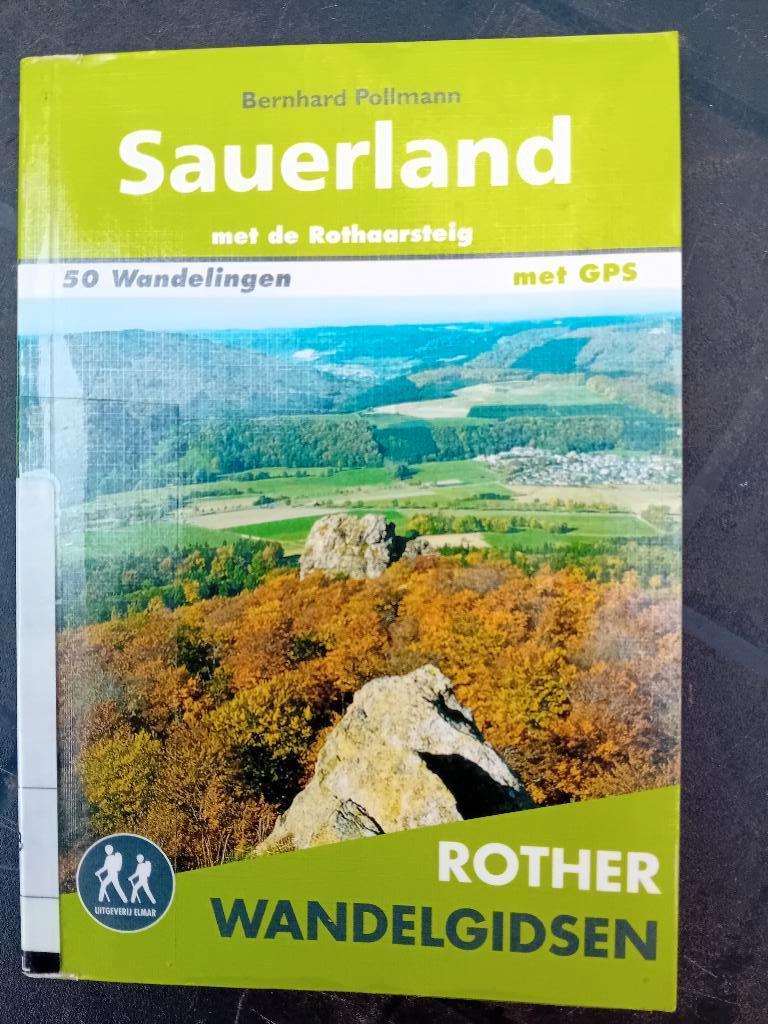 Bernhard Pollmann
Sauerland
met de Rothaarsteig
50 Wandelingen
met GPS
ROTHER
WANDELGIDSEN
UITGEVERIJ ELMAR